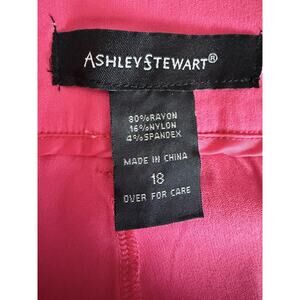 ASHLEY STEWART®
80%RAYON
16%NYLON
4%SPANDEX
MADE IN CHINA
18
OVER FOR CARE